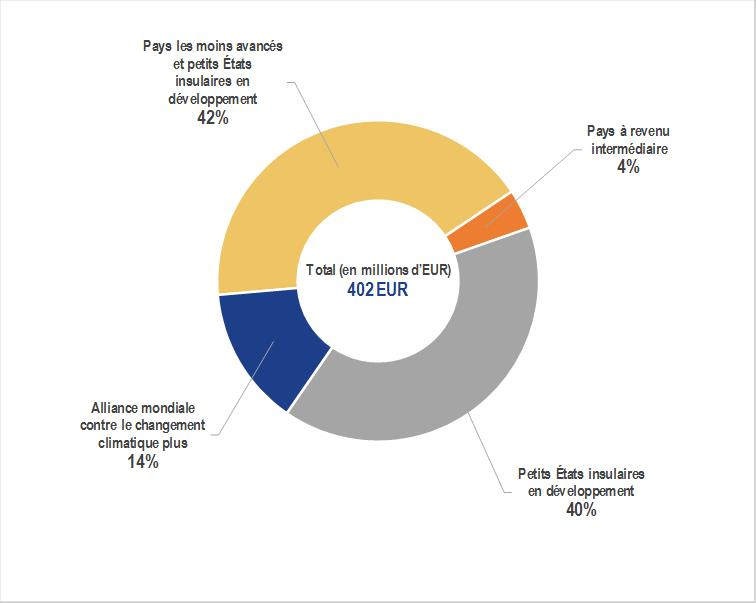 Pays les moins avancés
et petits États
insulaires en
développement
42%
Pays à revenu
intermédiaire
4%
Total (en millions d'EUR)
402 EUR
Alliance mondiale
contre le changement
climatique plus
14%
Petits États insulaires
en développement
40%